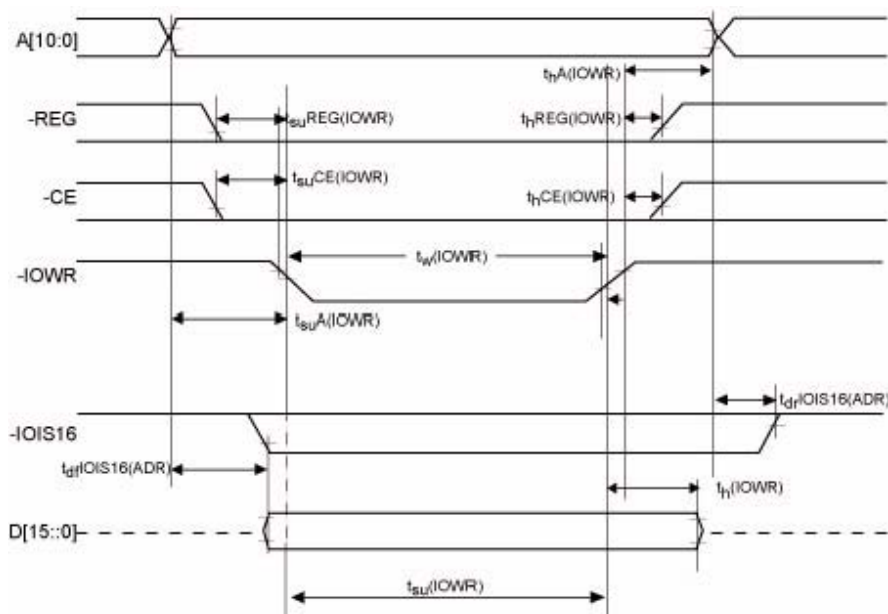 A[10:0]
thA(IOWR)
-REG
suREG(IOWR)
thREG(IOWR)
tsuCE(IOWR)
-CE
thCE(IOWR)
tw(IOWR)
-IOWR
tsuA(IOWR)
tdrIOIS16(ADR)
-IOIS16
tdfIOIS16(ADR)
th(IOWR)
D[15::0]
tsu(IOWR)